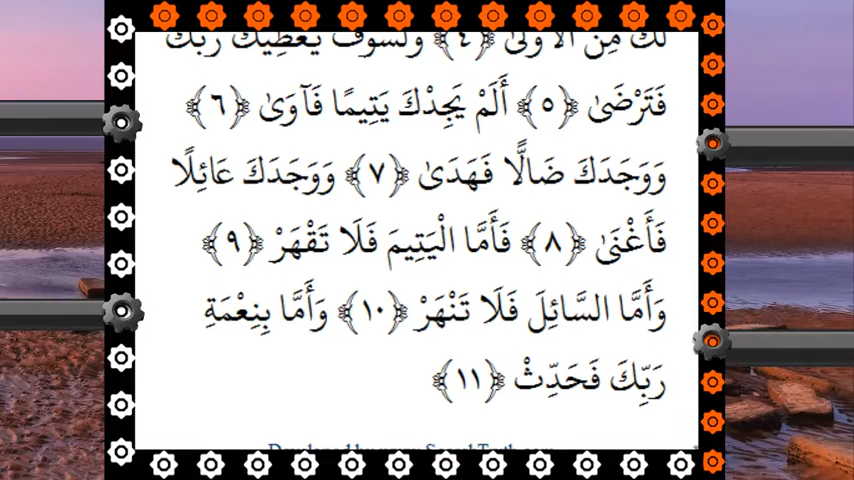 لَكَ مِنَ الْأُولَىٰ ﴿٤﴾ وَلَسَوْفَ يُعْطِيكَ رَبُّكَ
فَتَرْضَىٰ ﴿٥﴾ أَلَمْ يَجِدْكَ يَتِيمًا فَآوَىٰ ﴿٦﴾
وَوَجَدَكَ ضَالًّا فَهَدَىٰ ﴿٧﴾ وَوَجَدَكَ عَائِلًا
فَأَغْنَىٰ ﴿٨﴾ فَأَمَّا الْيَتِيمَ فَلَا تَقْهَرْ ﴿٩﴾
وَأَمَّا السَّائِلَ فَلَا تَنْهَرْ ﴿١٠﴾ وَأَمَّا بِنِعْمَةِ
رَبِّكَ فَحَدِّثْ ﴿١١﴾